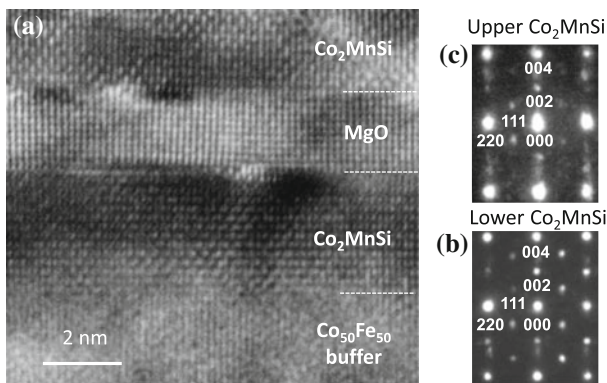 (a)
Co₂MnSi
MgO
Co₂MnSi
Co₅₀Fe₅₀
buffer
2 nm
Upper Co₂MnSi
(c)
004
002
111
220 000
Lower Co₂MnSi
(b)
004
002
111
220 000